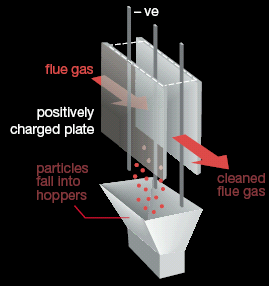 – ve
flue gas
positively
charged plate
particles
fall into
hoppers
cleaned
flue gas